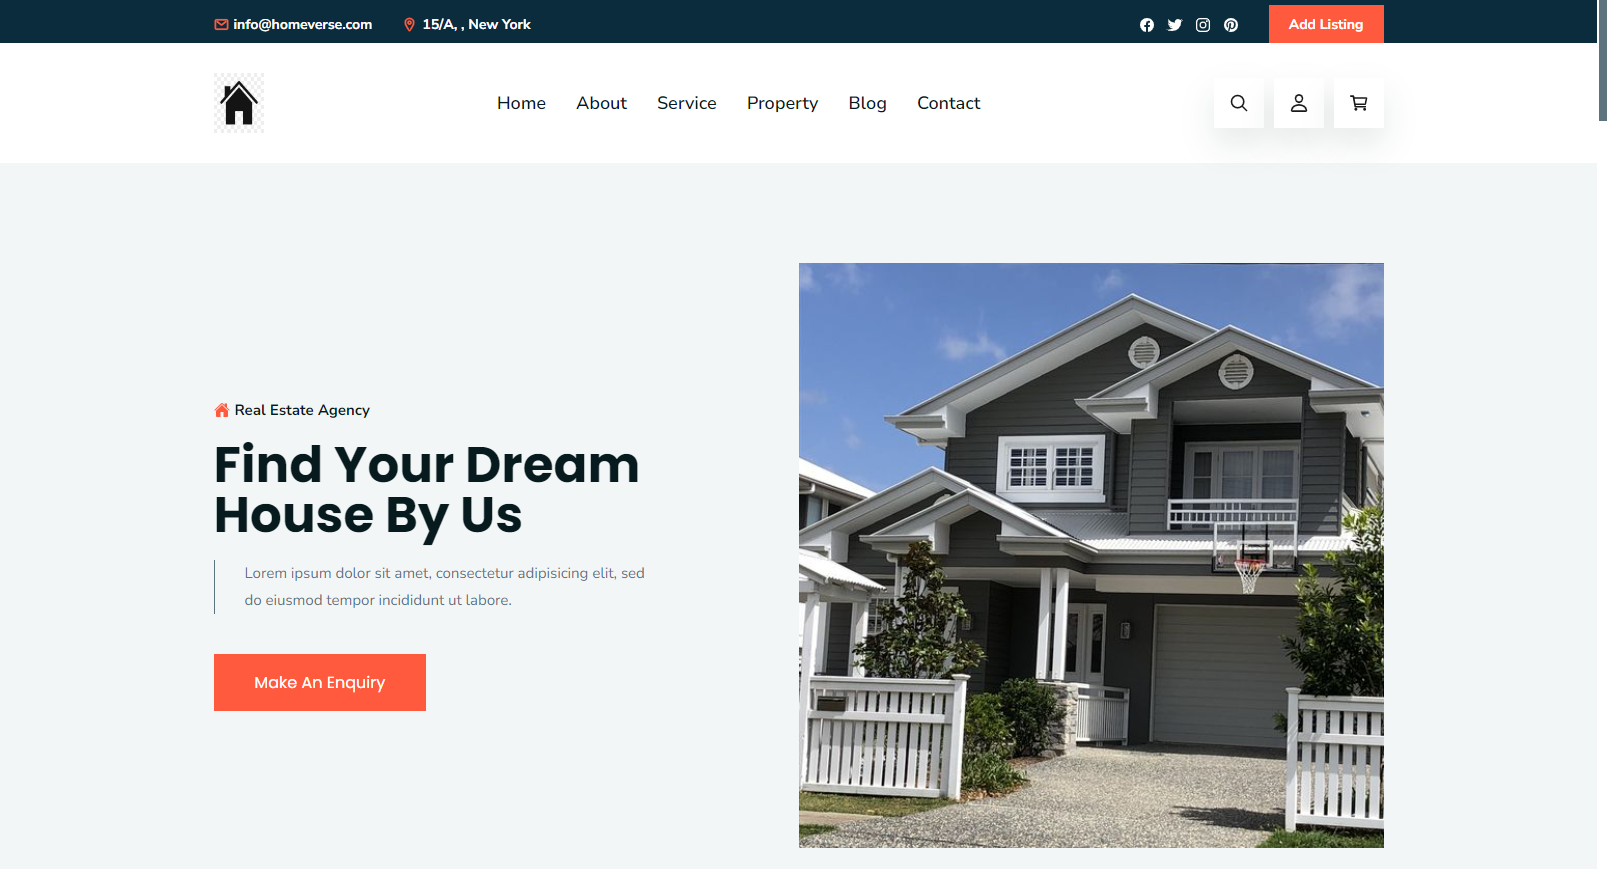 info@homeverse.com
15/A, , New York
Add Listing
Home
About
Service
Property
Blog
Contact
Real Estate Agency
Find Your Dream
House By Us
Lorem ipsum dolor sit amet, consectetur adipisicing elit, sed
do eiusmod tempor incididunt ut labore.
Make An Enquiry